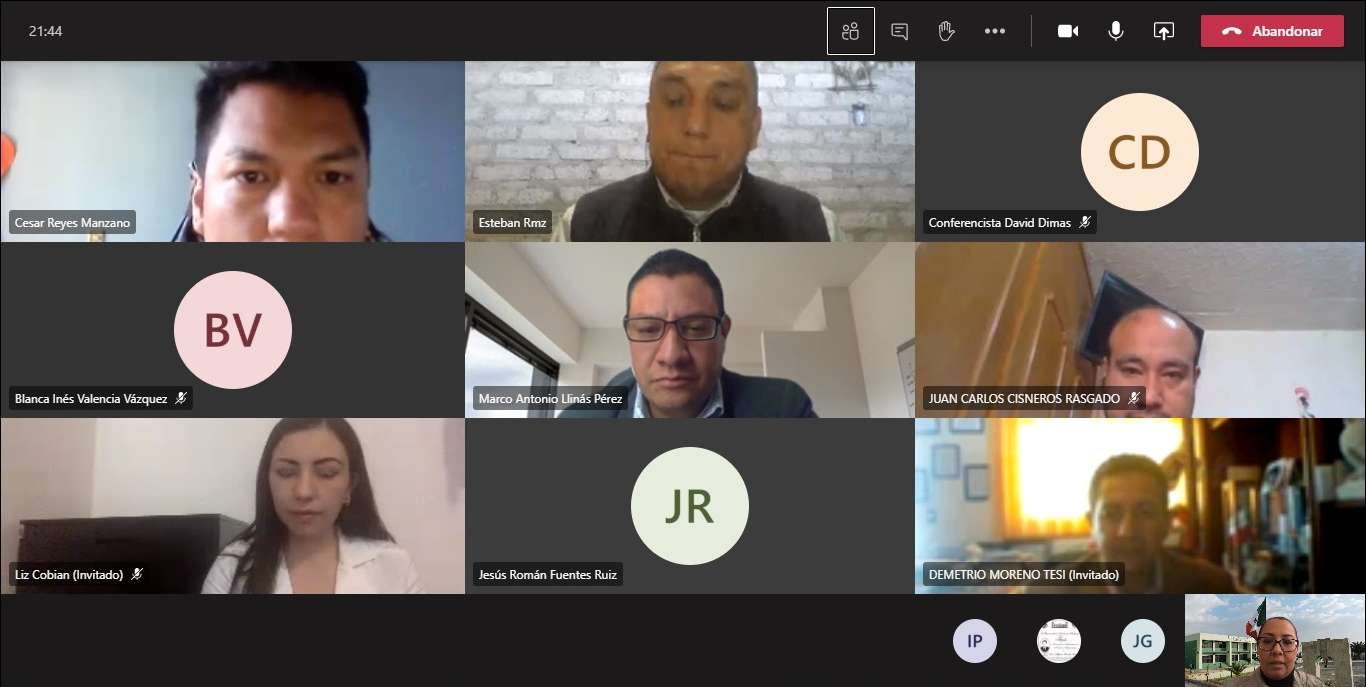 21:44
Abandonar
Cesar Reyes Manzano
Esteban Rmz
CD
Conferencista David Dimas
BV
Blanca Inés Valencia Vázquez
Marco Antonio Llinás Pérez
JUAN CARLOS CISNEROS RASGADO
Liz Cobian (Invitado)
JR
Jesús Román Fuentes Ruiz
DEMETRIO MORENO TESI (Invitado)
IP
JG